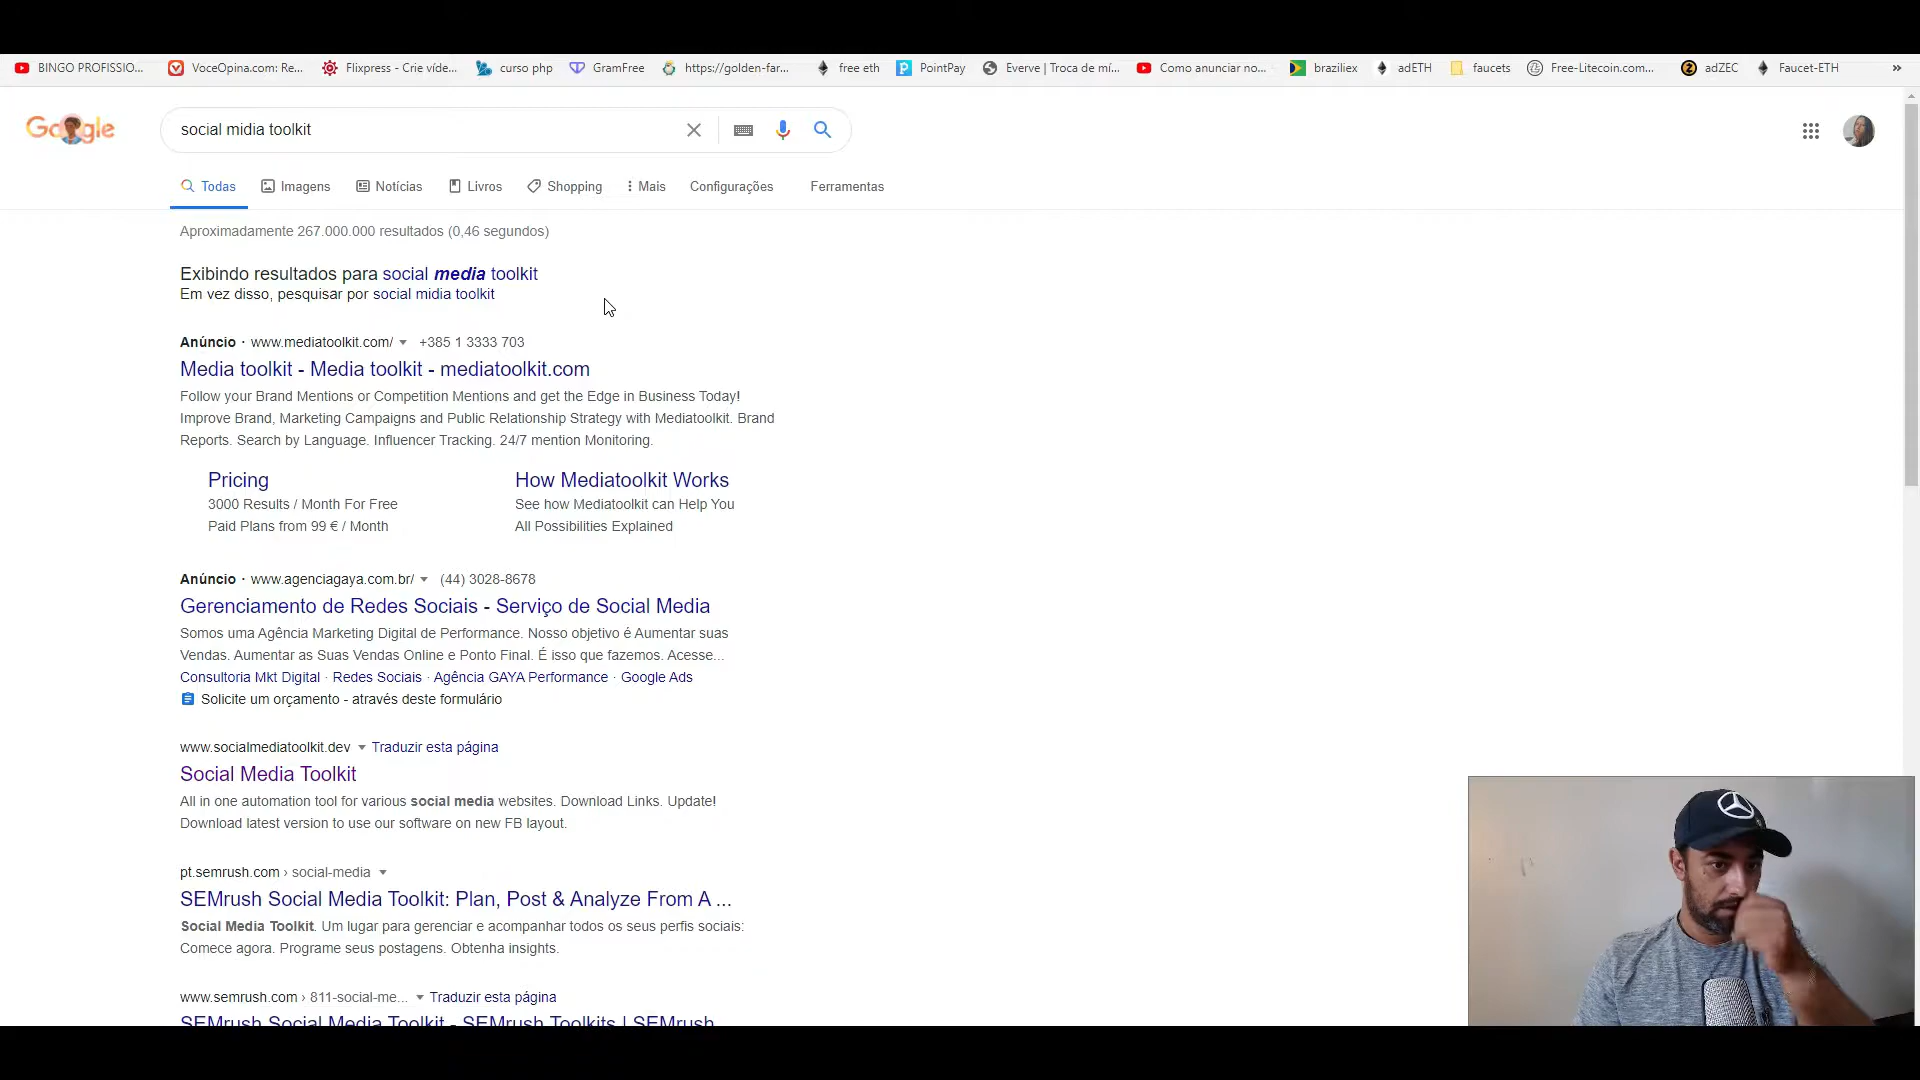 BINGO PROFISSIO...
VoceOpina.com: Re...
Flixpress - Crie víde...
curso php
GramFree
https://golden-far...
free eth
PointPay
Everve | Troca de mí...
Como anunciar no...
braziliex
adETH
faucets
Free-Litecoin.com...
adZEC
Faucet-ETH
»
Google
social midia toolkit
Todas
Imagens
Notícias
Livros
Shopping
Mais
Configurações
Ferramentas
Aproximadamente 267.000.000 resultados (0,46 segundos)
Exibindo resultados para social media toolkit
Em vez disso, pesquisar por social midia toolkit
Anúncio · www.mediatoolkit.com/ +385 1 3333 703
Media toolkit - Media toolkit - mediatoolkit.com
Follow your Brand Mentions or Competition Mentions and get the Edge in Business Today!
Improve Brand, Marketing Campaigns and Public Relationship Strategy with Mediatoolkit. Brand
Reports. Search by Language. Influencer Tracking. 24/7 mention Monitoring.
Pricing
3000 Results / Month For Free
Paid Plans from 99 € / Month
How Mediatoolkit Works
See how Mediatoolkit can Help You
All Possibilities Explained
Anúncio · www.agenciagaya.com.br/ (44) 3028-8678
Gerenciamento de Redes Sociais - Serviço de Social Media
Somos uma Agência Marketing Digital de Performance. Nosso objetivo é Aumentar suas
Vendas. Aumentar as Suas Vendas Online e Ponto Final. É isso que fazemos. Acesse...
Consultoria Mkt Digital · Redes Sociais · Agência GAYA Performance · Google Ads
Solicite um orçamento - através deste formulário
www.socialmediatoolkit.dev Traduzir esta página
Social Media Toolkit
All in one automation tool for various social media websites. Download Links. Update!
Download latest version to use our software on new FB layout.
pt.semrush.com › social-media
SEMrush Social Media Toolkit: Plan, Post & Analyze From A ...
Social Media Toolkit. Um lugar para gerenciar e acompanhar todos os seus perfis sociais:
Comece agora. Programe seus postagens. Obtenha insights.
www.semrush.com › 811-social-me... Traduzir esta página
SEMrush Social Media Toolkit - SEMrush Toolkits | SEMrush